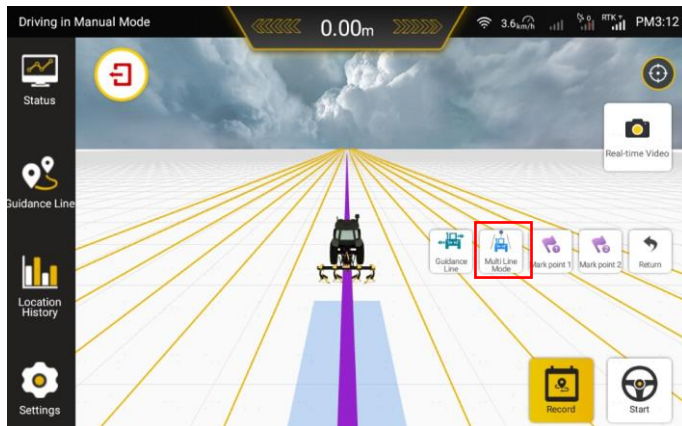 Driving in Manual Mode
0.00m
3.6km/h
RTK
PM3:12
Status
Real-time Video
Guidance Line
Guidance
Line
Multi Line
Mode
Mark point 1
Mark point 2
Return
Location
History
Settings
Record
Start